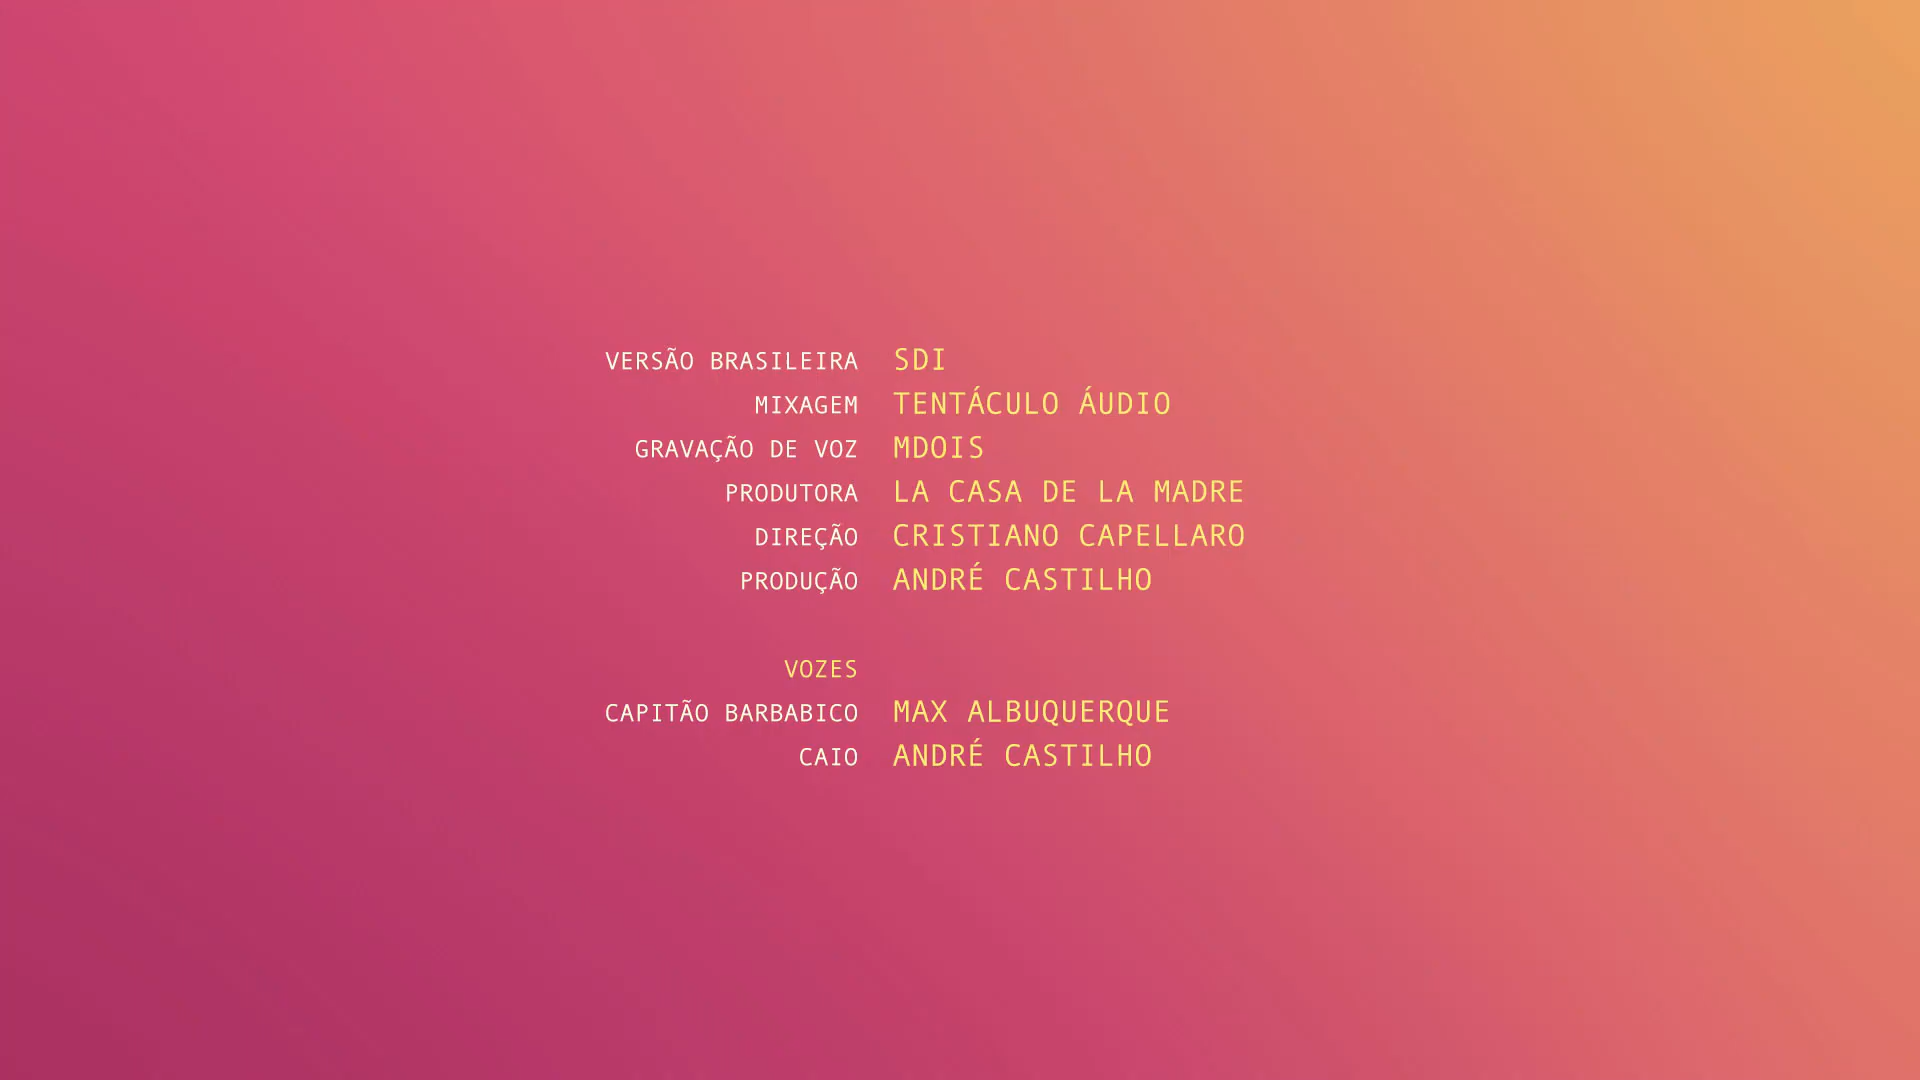 VERSÃO BRASILEIRA SDI
MIXAGEM TENTÁCULO ÁUDIO
GRAVAÇÃO DE VOZ MDOIS
PRODUTORA LA CASA DE LA MADRE
DIREÇÃO CRISTIANO CAPELLARO
PRODUÇÃO ANDRÉ CASTILHO
VOZES
CAPITÃO BARBABICO MAX ALBUQUERQUE
CAIO ANDRÉ CASTILHO